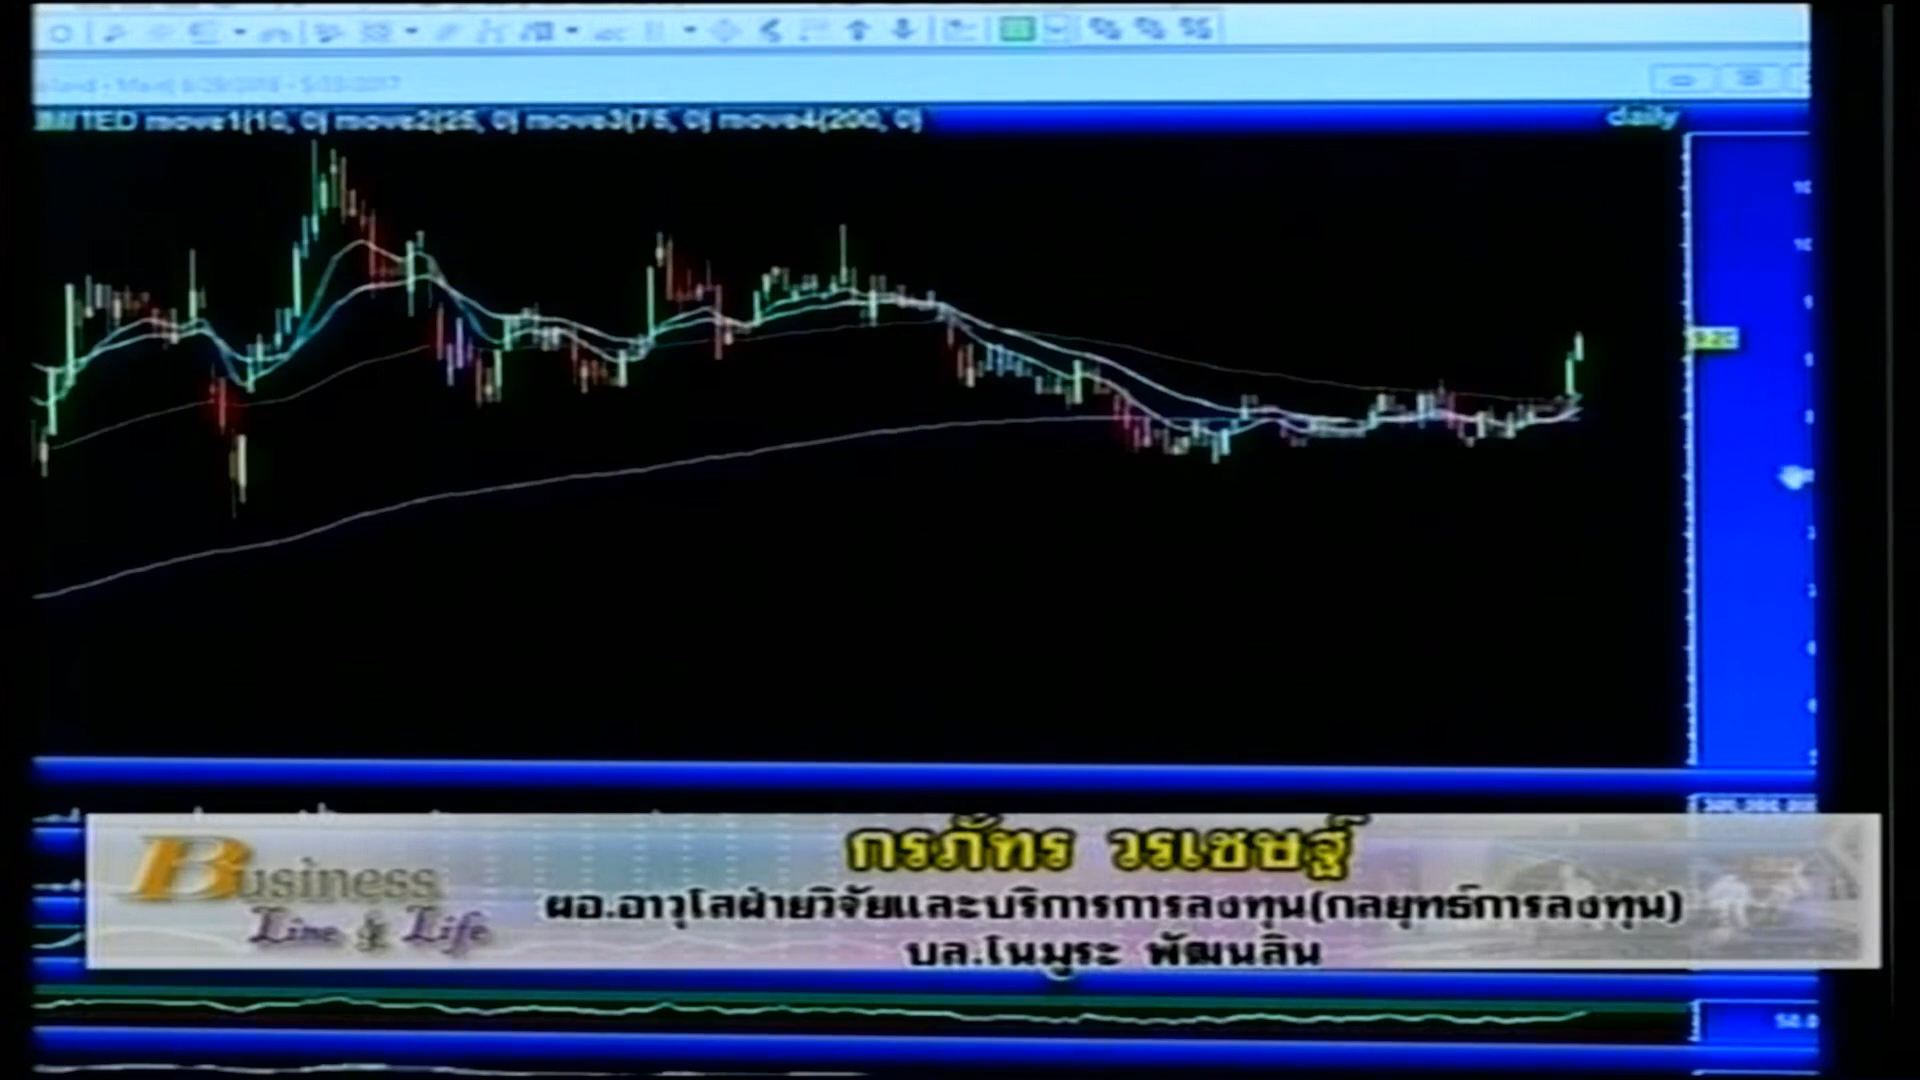 MITED move1(10, 0) move2(25, 0) move3(75, 0) move4(200, 0)
daily
Business
Line & Life
กรภัทร วรเชษฐ์
ผอ.อาวุโสฝ่ายวิจัยและบริการการลงทุน(กลยุทธ์การลงทุน)
บล.โนมูระ พัฒนสิน
50.0